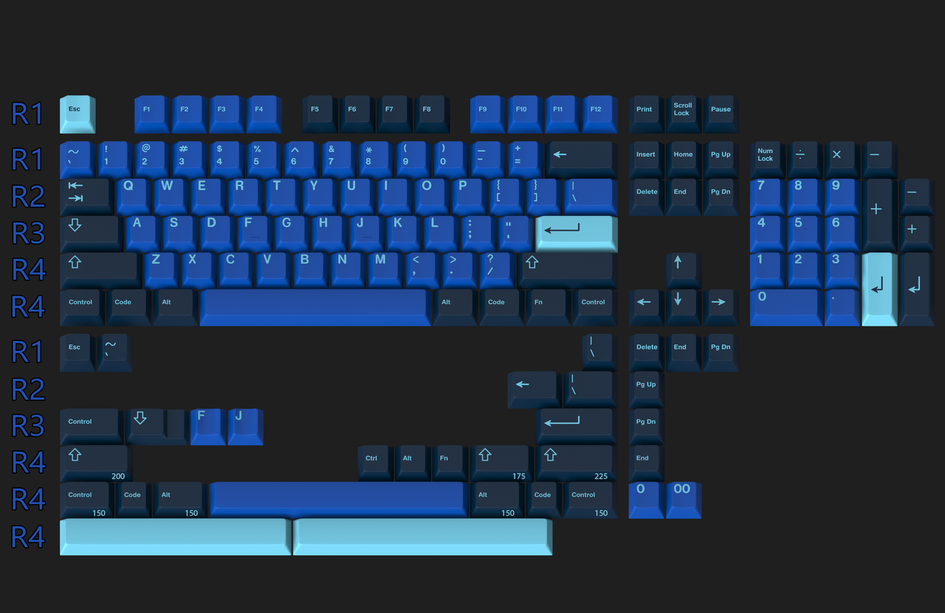 R1 Esc F1 F2 F3 F4 F5 F6 F7 F8 F9 F10 F11 F12 Print Scroll Lock Pause
R1 ~ ` ! 1 @ 2 # 3 $ 4 % 5 ^ 6 & 7 * 8 ( 9 ) 0 — - + = ← Insert Home Pg Up Num Lock ÷ × −
R2 ⇤ ⇥ Q W E R T Y U I O P { [ } ] | \ Delete End Pg Dn 7 8 9 + −
R3 ⇩ A S D F G H J K L : ; " ' ↵ 4 5 6 +
R4 ⇧ Z X C V B N M < , > . ? / ⇧ ↑ 1 2 3 ↵ ↵
R4 Control Code Alt Alt Code Fn Control ← ↓ → 0 .
R1 Esc ~ ` | \ Delete End Pg Dn
R2 ← | \ Pg Up
R3 Control ⇩ F J ↵ Pg Dn
R4 ⇧ 200 Ctrl Alt Fn ⇧ 175 ⇧ 225 End
R4 Control 150 Code Alt 150 Alt 150 Code Control 150 0 00
R4